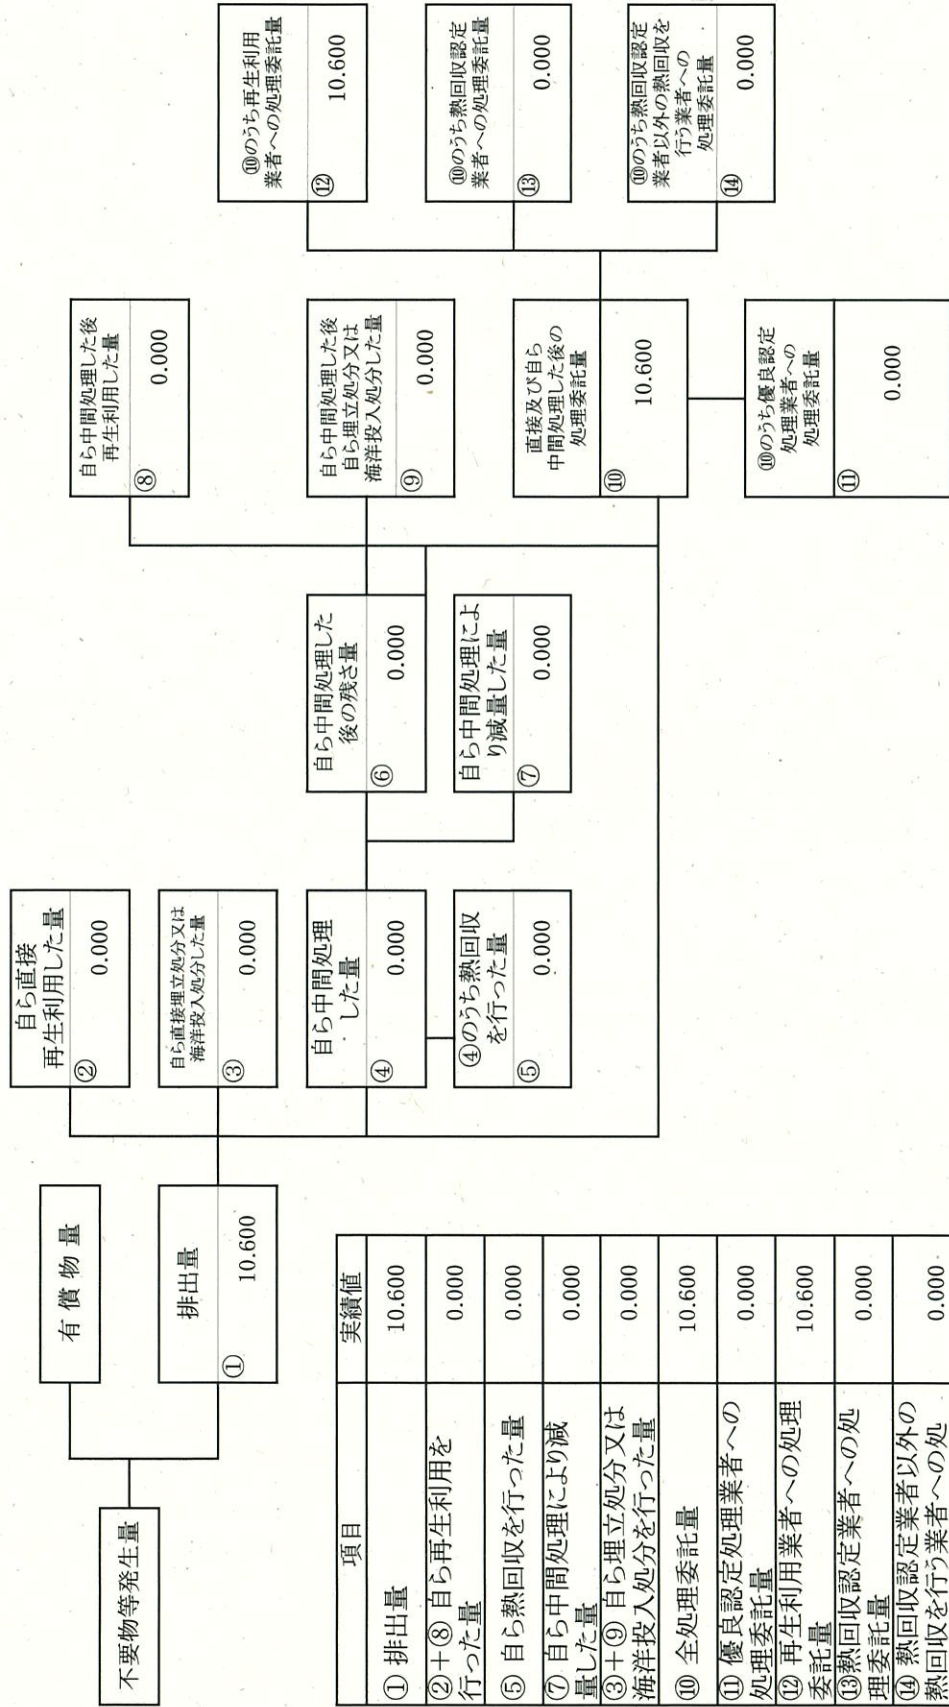 不要物等発生量
有償物量
排出量
①
10.600
自ら直接
再生利用した量
②
0.000
自ら直接埋立処分又は
海洋投入処分した量
③
0.000
自ら中間処理
した量
④
0.000
④のうち熱回収
を行った量
⑤
0.000
自ら中間処理した
後の残さ量
⑥
0.000
自ら中間処理によ
り減量した量
⑦
0.000
自ら中間処理した後
再生利用した量
⑧
0.000
自ら中間処理した後
自ら埋立処分又は
海洋投入処分した量
⑨
0.000
直接及び自ら
中間処理した後の
処理委託量
⑩
10.600
⑩のうち優良認定
処理業者への
処理委託量
⑪
0.000
⑩のうち再生利用
業者への処理委託量
⑫
10.600
⑩のうち熱回収認定
業者への処理委託量
⑬
0.000
⑩のうち熱回収認定
業者以外の熱回収を
行う業者への
処理委託量
⑭
0.000
項目 実績値
① 排出量 10.600
②+⑧ 自ら再生利用を
行った量 0.000
⑤ 自ら熱回収を行った量 0.000
⑦ 自ら中間処理により減
量した量 0.000
③+⑨ 自ら埋立処分又は
海洋投入処分を行った量 0.000
⑩ 全処理委託量 10.600
⑪ 優良認定処理業者への
処理委託量 0.000
⑫ 再生利用業者への処理
委託量 10.600
⑬熱回収認定業者への処
理委託量 0.000
⑭ 熱回収認定業者以外の
熱回収を行う業者への処 0.000